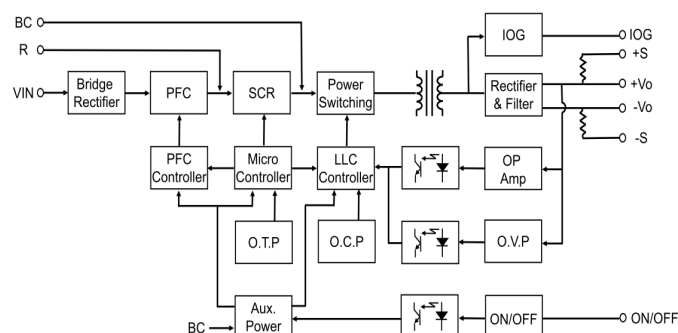 BC
IOG
IOG
R
+S
VIN
Bridge
Rectifier
PFC
SCR
Power
Switching
Rectifier
& Filter
+Vo
-Vo
-S
PFC
Controller
Micro
Controller
LLC
Controller
OP
Amp
O.T.P
O.C.P
O.V.P
BC
Aux.
Power
ON/OFF
ON/OFF